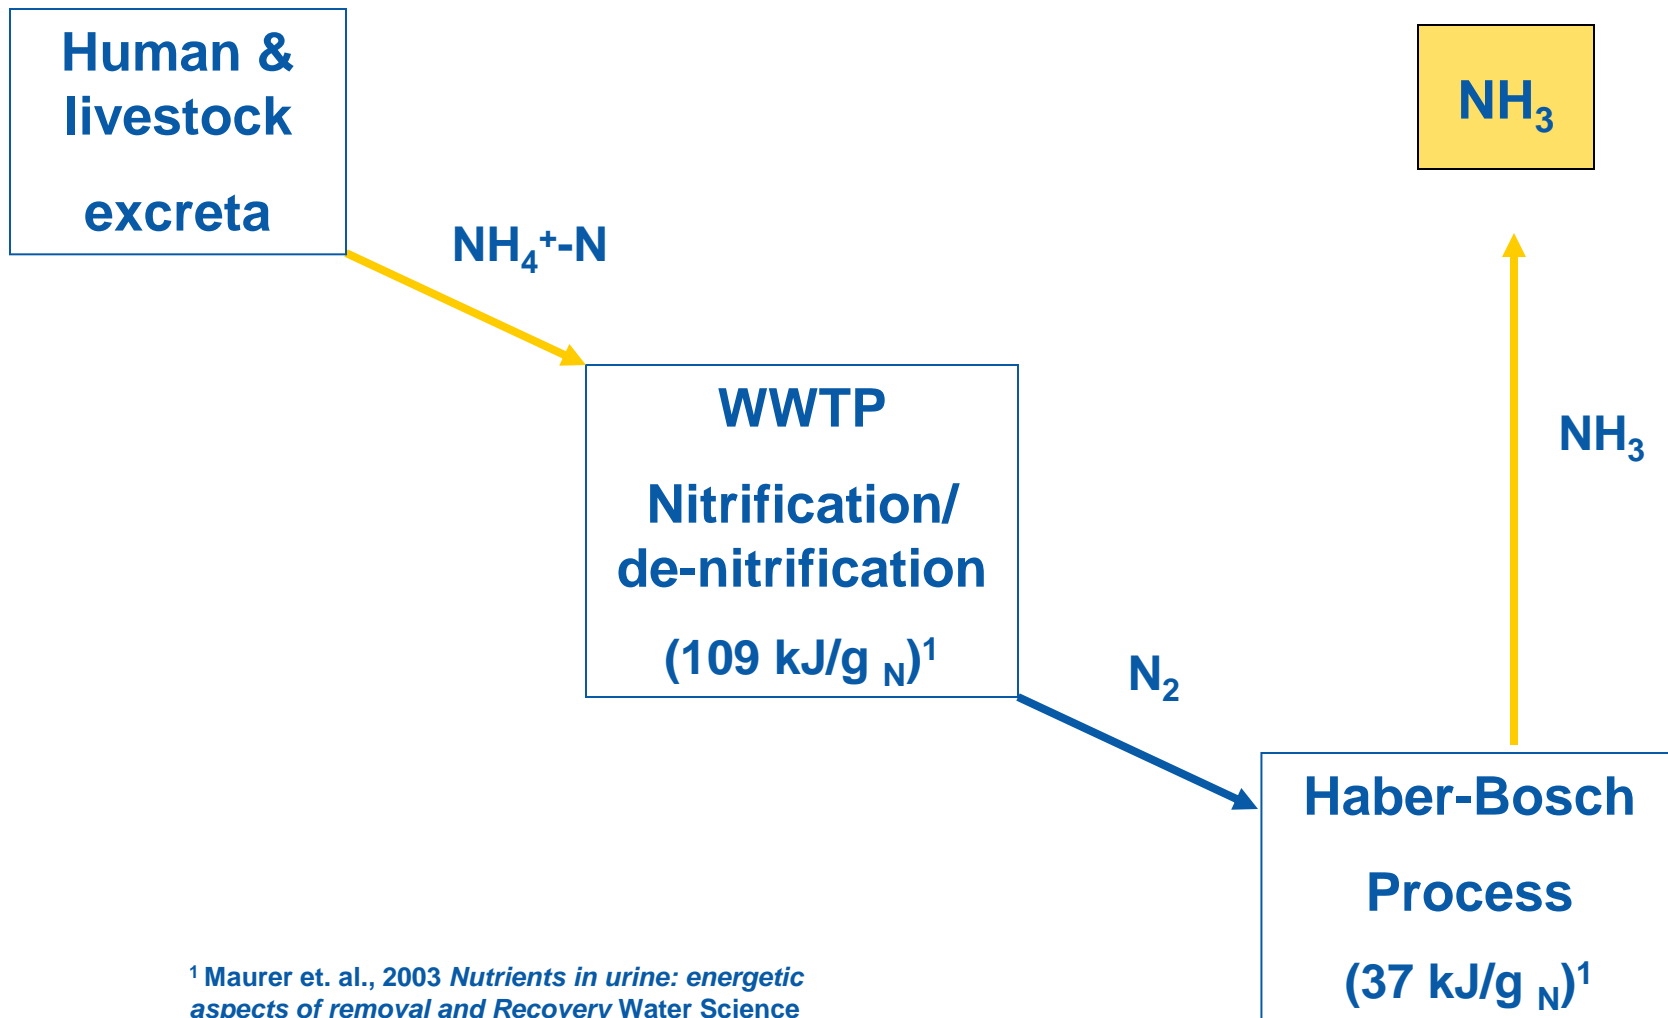 Human &
livestock
excreta
NH₃
NH₄⁺-N
WWTP
Nitrification/
de-nitrification
(109 kJ/g N)¹
NH₃
N₂
Haber-Bosch
Process
(37 kJ/g N)¹
¹ Maurer et. al., 2003 Nutrients in urine: energetic
aspects of removal and Recovery Water Science